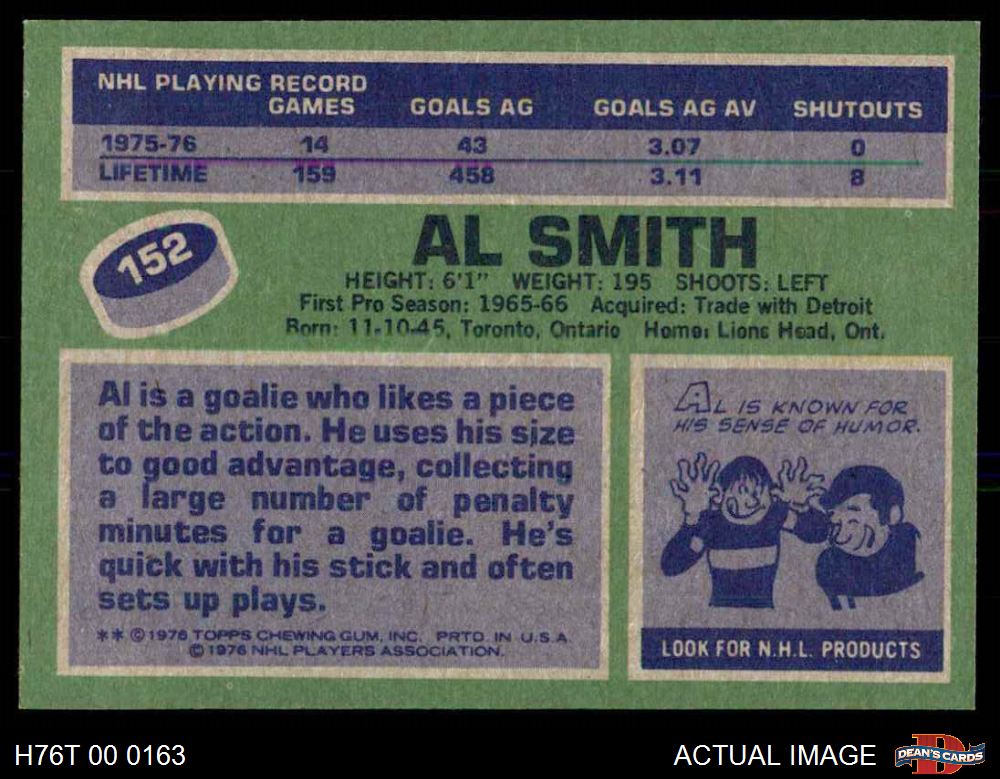 NHL PLAYING RECORD
GAMES GOALS AG GOALS AG AV SHUTOUTS
1975-76 14 43 3.07 0
LIFETIME 159 458 3.11 8
152
AL SMITH
HEIGHT: 6'1" WEIGHT: 195 SHOOTS: LEFT
First Pro Season: 1965-66 Acquired: Trade with Detroit
Born: 11-10-45, Toronto, Ontario Home: Lions Head, Ont.
Al is a goalie who likes a piece
of the action. He uses his size
to good advantage, collecting
a large number of penalty
minutes for a goalie. He's
quick with his stick and often
sets up plays.
** © 1976 TOPPS CHEWING GUM, INC. PRTD. IN U.S.A.
© 1976 NHL PLAYERS ASSOCIATION.
AL IS KNOWN FOR
HIS SENSE OF HUMOR.
LOOK FOR N.H.L. PRODUCTS
H76T 00 0163
ACTUAL IMAGE
DEAN'S CARDS